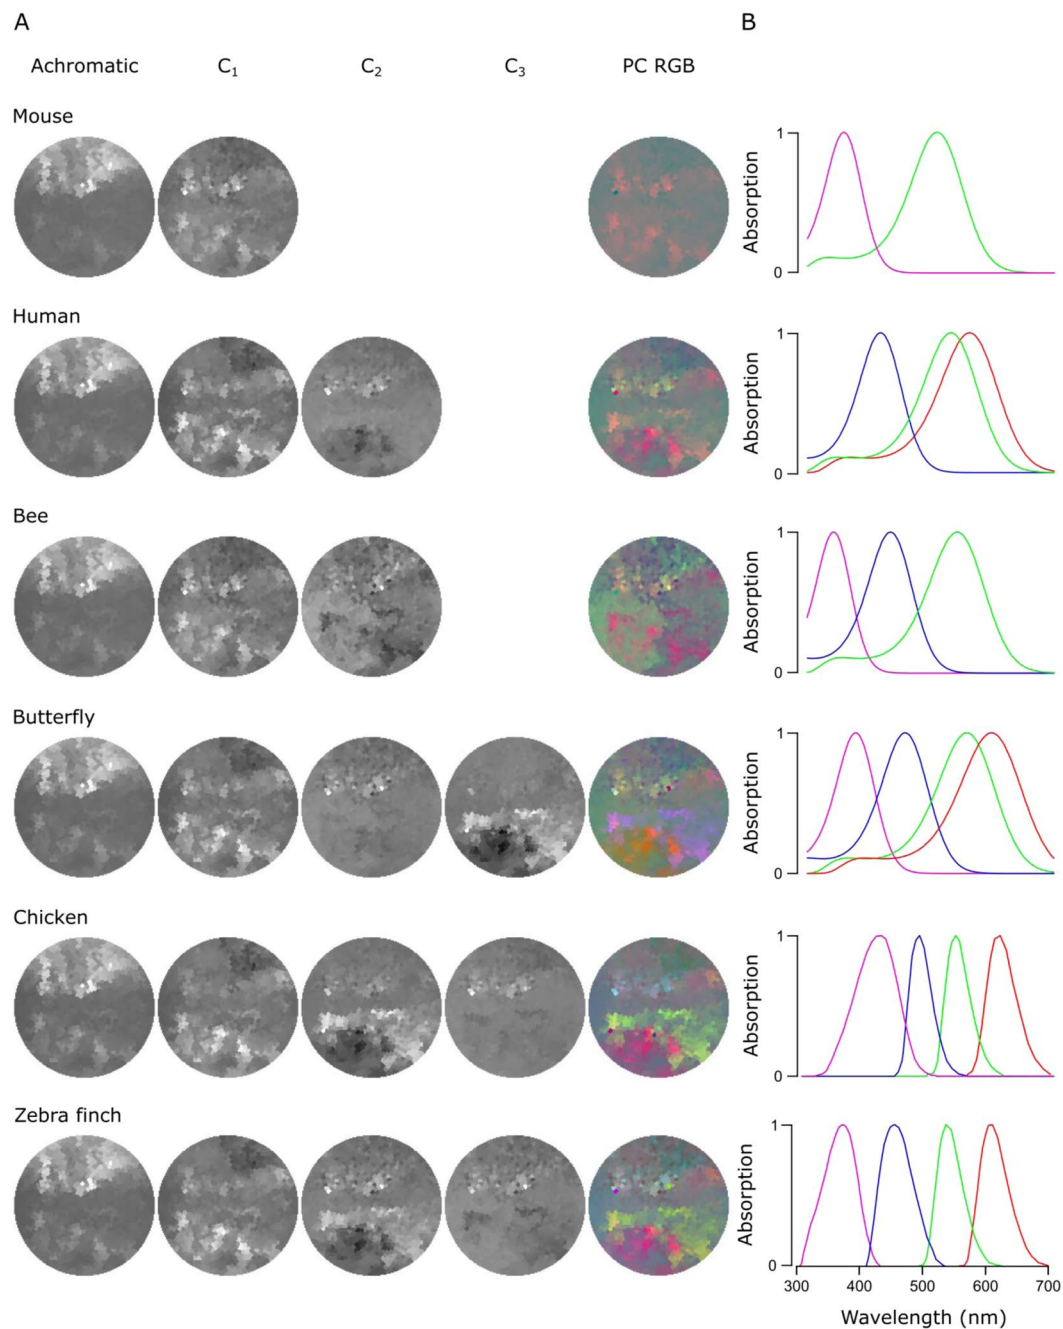 A B
Achromatic C₁ C₂ C₃ PC RGB
Mouse
1
Absorption
0
Human
1
Absorption
0
Bee
1
Absorption
0
Butterfly
1
Absorption
0
Chicken
1
Absorption
0
Zebra finch
1
Absorption
0
300 400 500 600 700
Wavelength (nm)